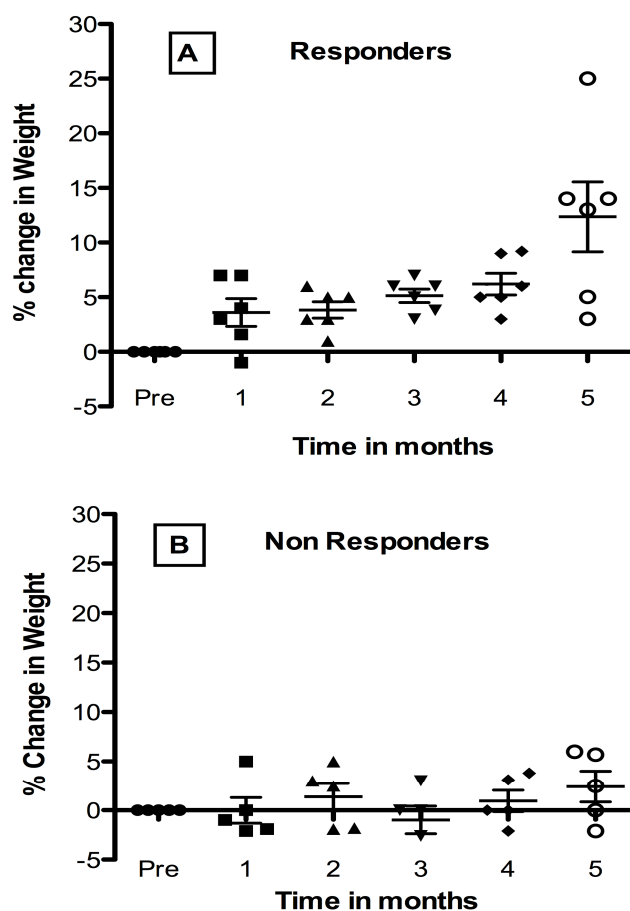 A Responders
% change in Weight
30
25
20
15
10
5
0
-5
Pre 1 2 3 4 5
Time in months
B Non Responders
% Change in Weight
30
25
20
15
10
5
0
-5
Pre 1 2 3 4 5
Time in months